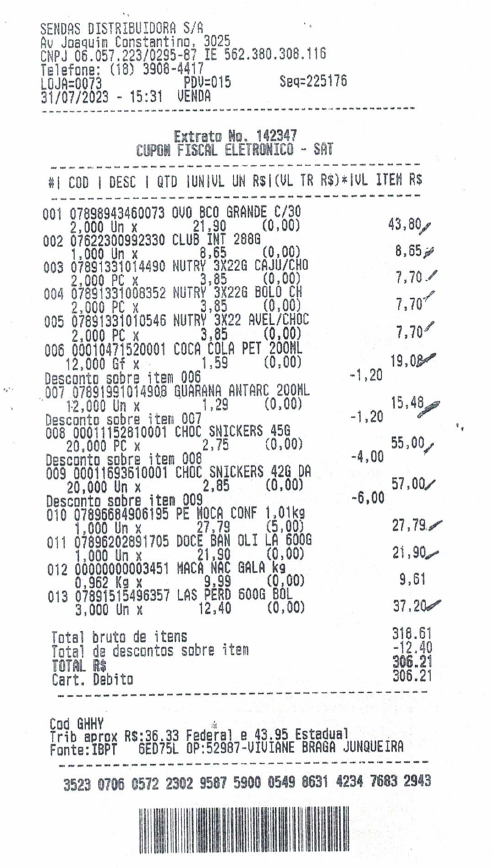 SENDAS DISTRIBUIDORA S/A
Av Joaquim Constantino, 3025
CNPJ 06.057.223/0295-87 IE 562.380.308.116
Telefone: (18) 3908-4417
LOJA=0073 PDV=015 Seq=225176
31/07/2023 - 15:31 VENDA
Extrato No. 142347
CUPOM FISCAL ELETRONICO - SAT
#| COD | DESC | QTD |UN|VL UN R$|(VL TR R$)*|VL ITEM R$
001 07898943460073 OVO BCO GRANDE C/30
2,000 Un x 21,90 (0,00) 43,80
002 07622300992330 CLUB INT 288G
1,000 Un x 8,65 (0,00) 8,65
003 07891331014490 NUTRY 3X22G CAJU/CHO
2,000 PC x 3,85 (0,00) 7,70
004 07891331008352 NUTRY 3X22G BOLO CH
2,000 PC x 3,85 (0,00) 7,70
005 07891331010546 NUTRY 3X22 AVEL/CHOC
2,000 PC x 3,85 (0,00) 7,70
006 00010471520001 COCA COLA PET 200ML
12,000 Gf x 1,59 (0,00) 19,08
Desconto sobre item 006 -1,20
007 07891991014908 GUARANA ANTARC 200ML
12,000 Un x 1,29 (0,00) 15,48
Desconto sobre item 007 -1,20
008 00011152810001 CHOC SNICKERS 45G
20,000 PC x 2,75 (0,00) 55,00
Desconto sobre item 008 -4,00
009 00011693610001 CHOC SNICKERS 42G DA
20,000 Un x 2,85 (0,00) 57,00
Desconto sobre item 009 -6,00
010 07896684906195 PE MOCA CONF 1,01kg
1,000 Un x 27,79 (5,00) 27,79
011 07896202891705 DOCE BAN OLI LA 600G
1,000 Un x 21,90 (0,00) 21,90
012 00000000003451 MACA NAC GALA kg
0,962 Kg x 9,99 (0,00) 9,61
013 07891515496357 LAS PERD 600G BOL
3,000 Un x 12,40 (0,00) 37,20
Total bruto de itens 318.61
Total de descontos sobre item -12.40
TOTAL R$ 306.21
Cart. Debito 306.21
Cod GHHY
Trib aprox R$:36.33 Federal e 43.95 Estadual
Fonte:IBPT 6ED75L OP:52987-VIVIANE BRAGA JUNQUEIRA
3523 0706 0572 2302 9587 5900 0549 8631 4234 7683 2943